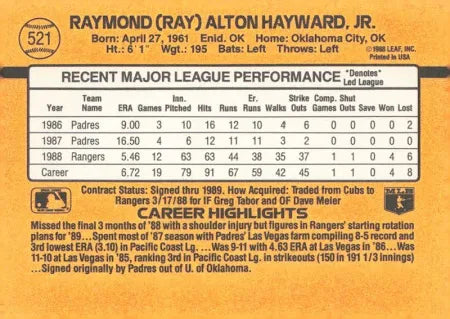 521
RAYMOND (RAY) ALTON HAYWARD, JR.
Born: April 27, 1961 Enid. OK Home: Oklahoma City, OK
Ht.: 6'1" Wgt.: 195 Bats: Left Throws: Left
©1988 LEAF, INC.
Printed in USA
RECENT MAJOR LEAGUE PERFORMANCE *Denotes* Led League
Year Team Name ERA Games Inn. Pitched Hits Runs Er. Runs Walks Strike Outs Comp. Games Shut Outs Save Won Lost
1986 Padres 9.00 3 10 16 12 10 4 6 0 0 0 0 2
1987 Padres 16.50 4 6 12 11 11 3 2 0 0 0 0 0
1988 Rangers 5.46 12 63 63 44 38 35 37 1 1 0 4 6
Career 6.72 19 79 91 67 59 42 45 1 1 0 4 8
Contract Status: Signed thru 1989. How Acquired: Traded from Cubs to
Rangers 3/17/88 for IF Greg Tabor and OF Dave Meier
MLB
CAREER HIGHLIGHTS
Missed the final 3 months of '88 with a shoulder injury but figures in Rangers' starting rotation
plans for '89...Spent most of '87 season with Padres' Las Vegas farm compiling 8-5 record and
3rd lowest ERA (3.10) in Pacific Coast Lg. ...Was 9-11 with 4.63 ERA at Las Vegas in '86...Was
11-10 at Las Vegas in '85, ranking 3rd in Pacific Coast Lg. in strikeouts (150 in 191 1/3 innings)
...Signed originally by Padres out of U. of Oklahoma.